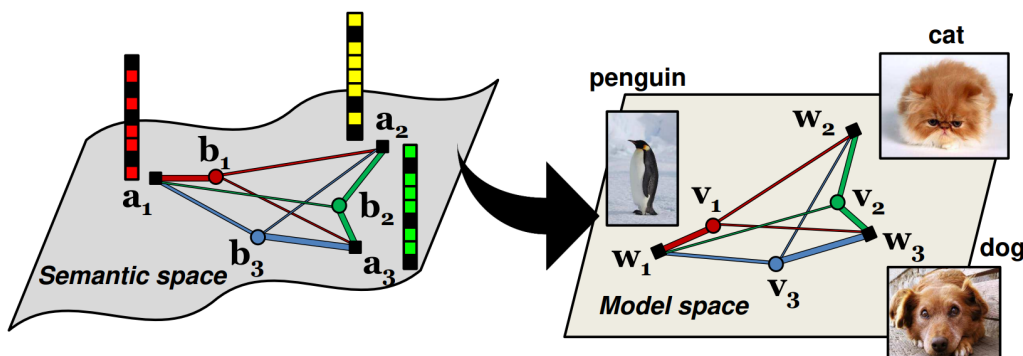 cat
penguin
a₂
w₂
b₁
a₁
b₂
v₁
v₂
b₃
a₃
w₁
w₃
dog
v₃
Semantic space
Model space